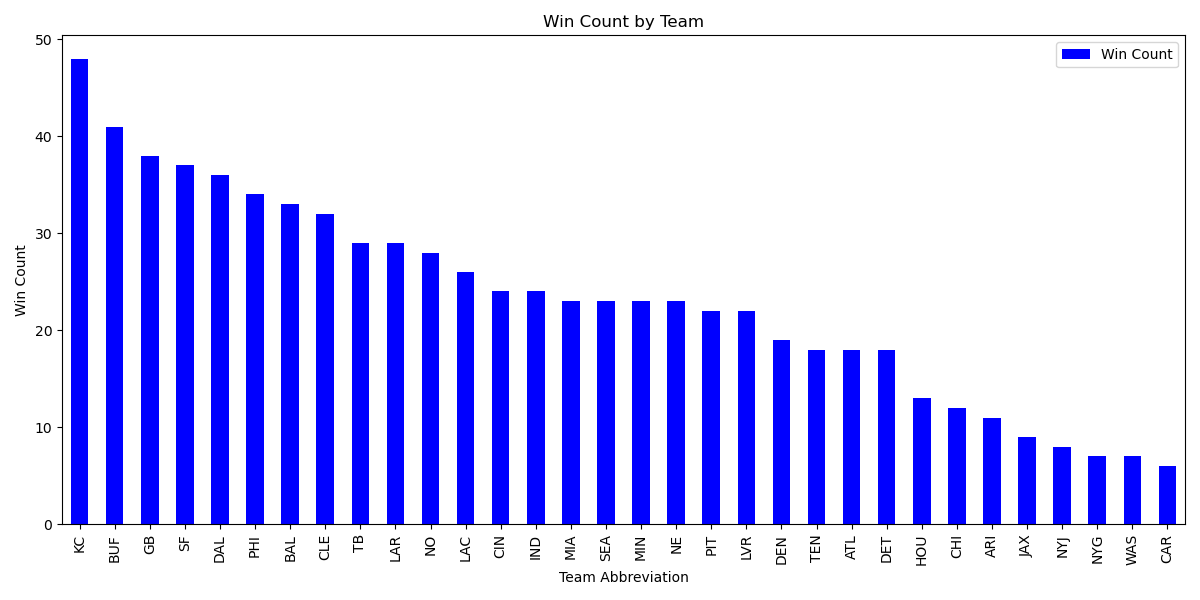 Win Count by Team
Win Count
50
40
30
20
10
0
Win Count
KC BUF GB SF DAL PHI BAL CLE TB LAR NO LAC CIN IND MIA SEA MIN NE PIT LVR DEN TEN ATL DET HOU CHI ARI JAX NYJ NYG WAS CAR
Team Abbreviation